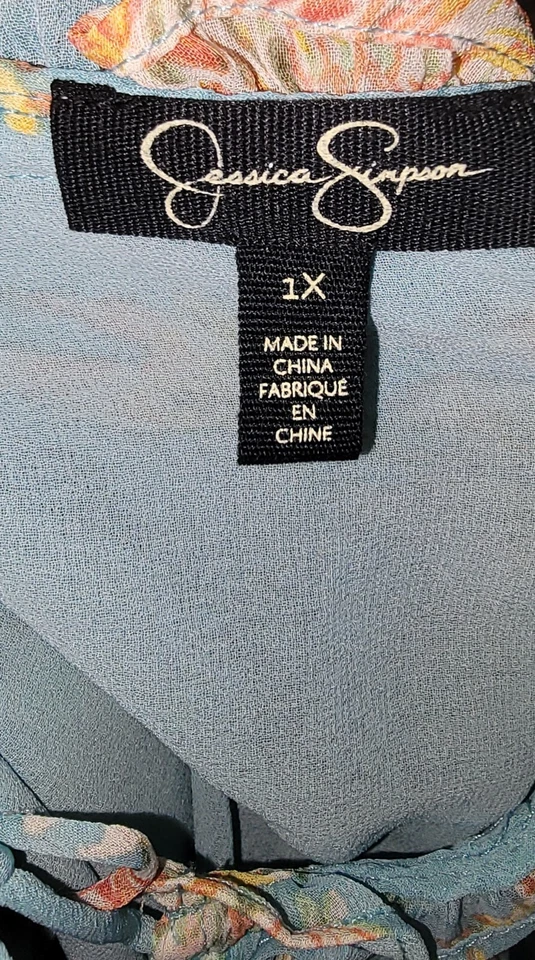 Jessica Simpson
1X
MADE IN
CHINA
FABRIQUÉ
EN
CHINE